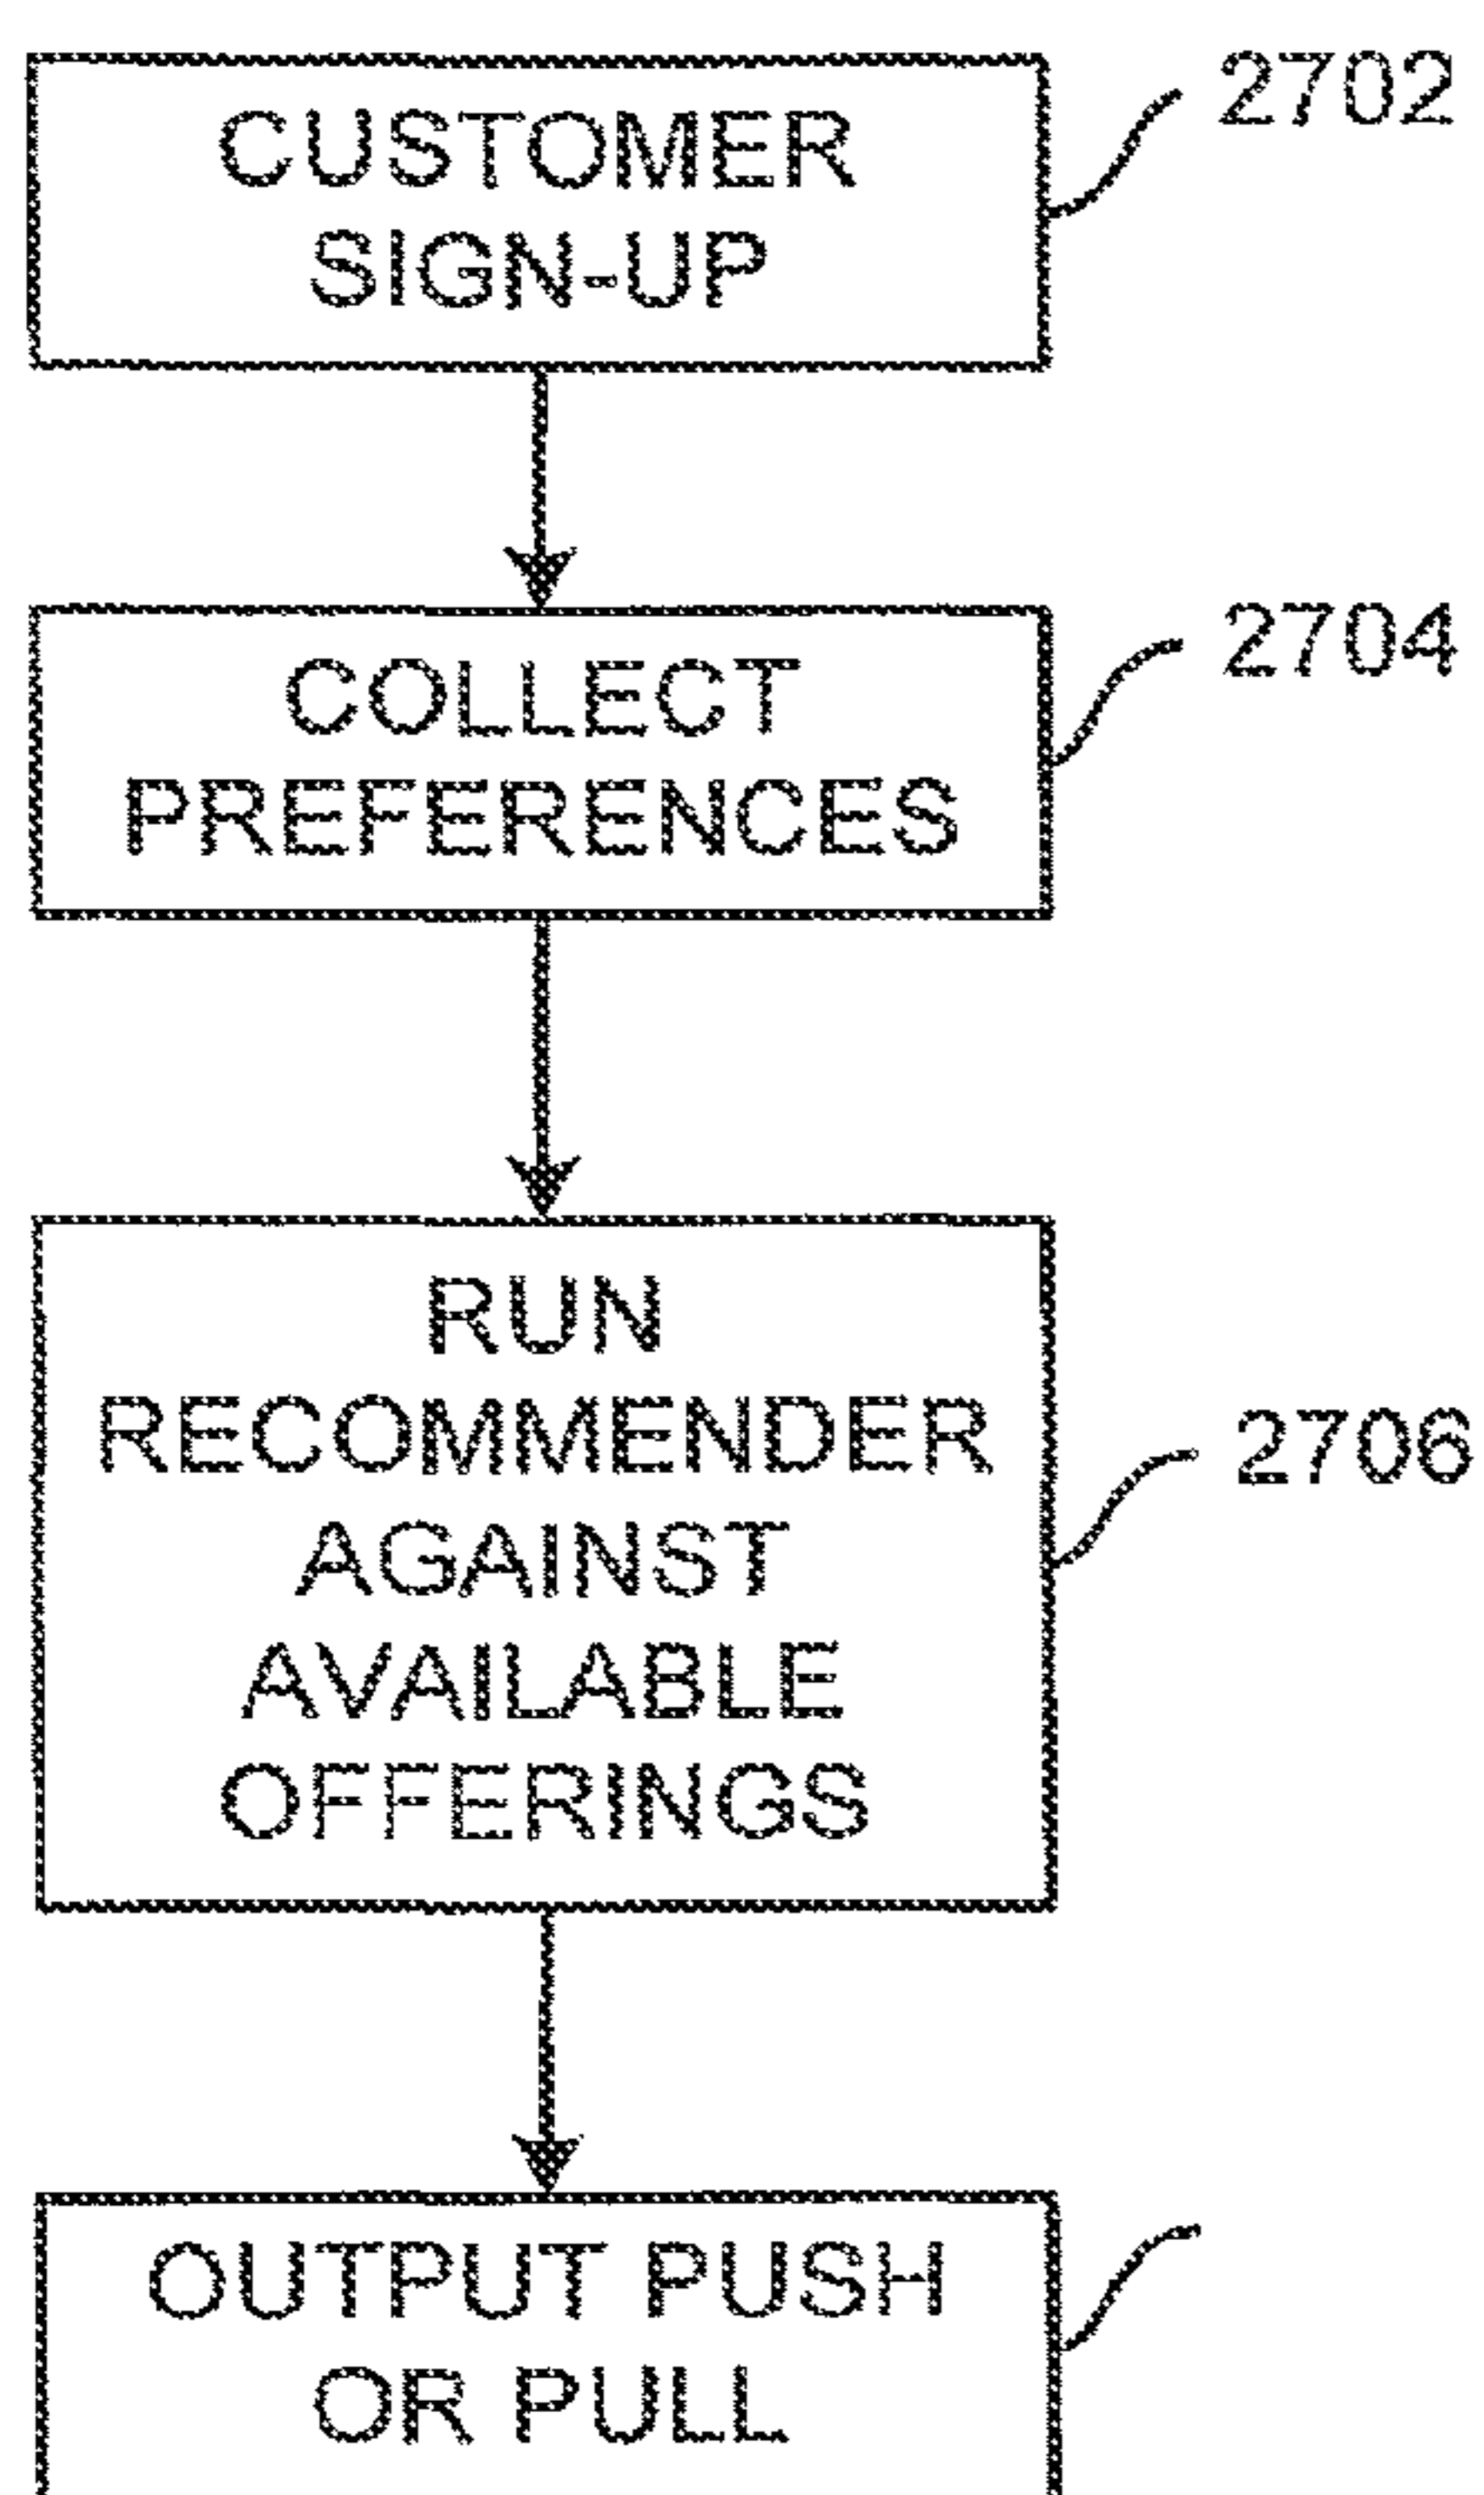 CUSTOMER
SIGN-UP
2702
COLLECT
PREFERENCES
2704
RUN
RECOMMENDER
AGAINST
AVAILABLE
OFFERINGS
2706
OUTPUT PUSH
OR PULL